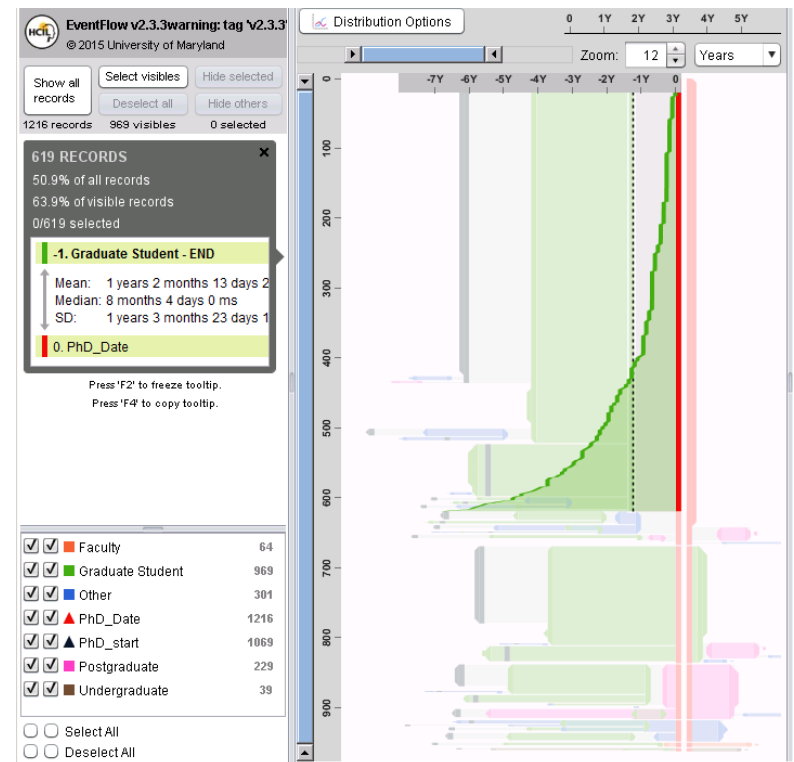 HCIL
EventFlow v2.3.3warning: tag 'v2.3.3'
© 2015 University of Maryland
Show all records
Select visibles
Hide selected
Deselect all
Hide others
1216 records 969 visibles 0 selected
619 RECORDS
50.9% of all records
63.9% of visible records
0/619 selected
-1. Graduate Student - END
Mean: 1 years 2 months 13 days 2
Median: 8 months 4 days 0 ms
SD: 1 years 3 months 23 days 1
0. PhD_Date
Press 'F2' to freeze tooltip.
Press 'F4' to copy tooltip.
Faculty 64
Graduate Student 969
Other 301
PhD_Date 1216
PhD_start 1069
Postgraduate 229
Undergraduate 39
Select All
Deselect All
Distribution Options
0 1Y 2Y 3Y 4Y 5Y
Zoom: 12 Years
-7Y -6Y -5Y -4Y -3Y -2Y -1Y 0
0
100
200
300
400
500
600
700
800
900